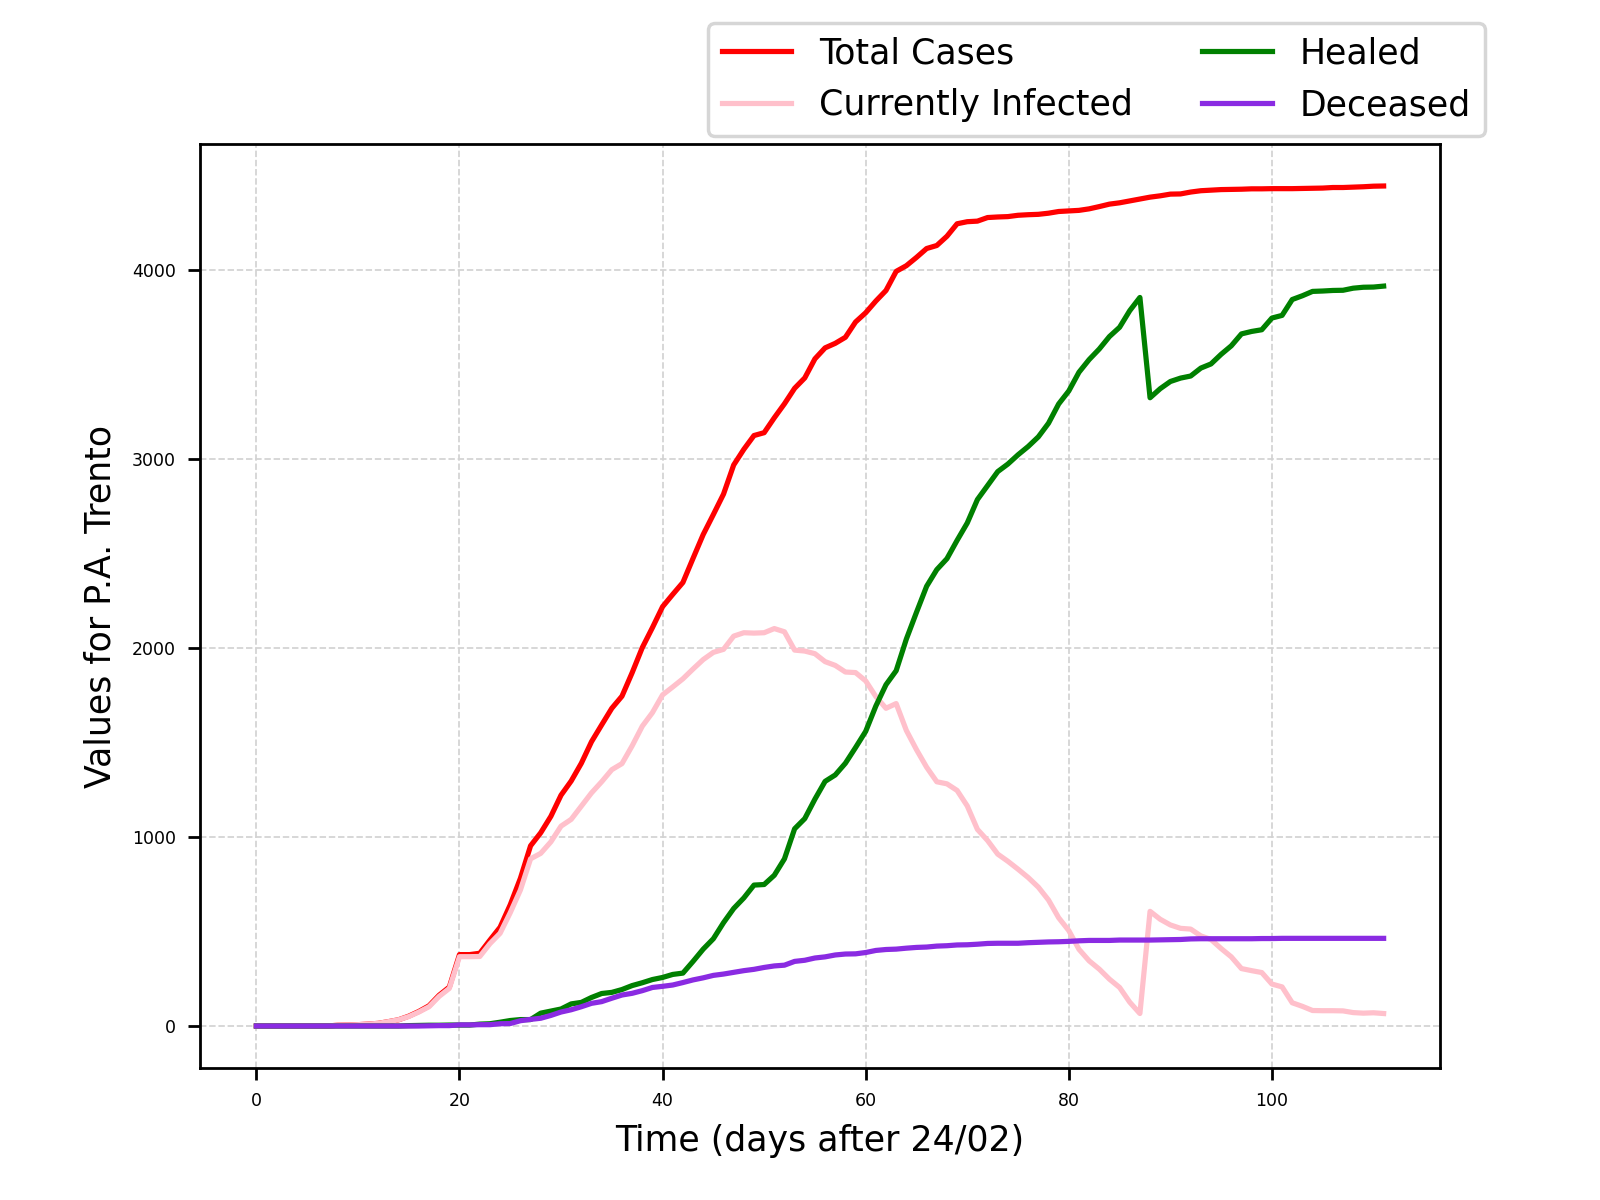 Total Cases
Currently Infected
Healed
Deceased
Values for P.A. Trento
4000
3000
2000
1000
0
0 20 40 60 80 100
Time (days after 24/02)